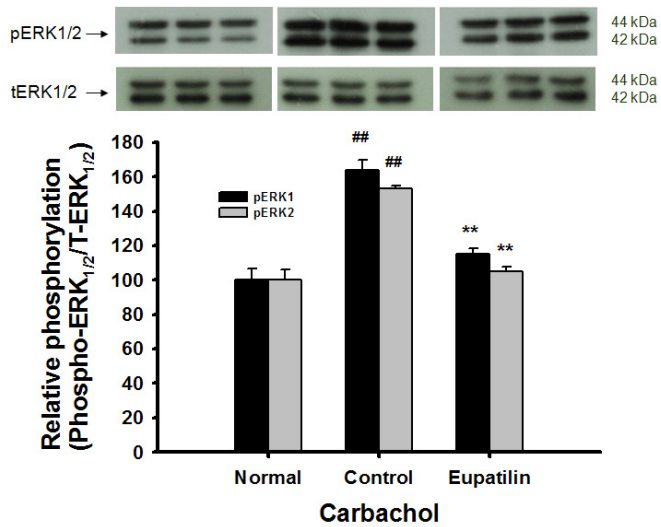 pERK1/2
44 kDa
42 kDa
tERK1/2
44 kDa
42 kDa
Relative phosphorylation
(Phospho-ERK1/2/T-ERK1/2)
180
160
140
120
100
80
60
40
20
0
pERK1
pERK2
##
##
**
**
Normal Control Eupatilin
Carbachol